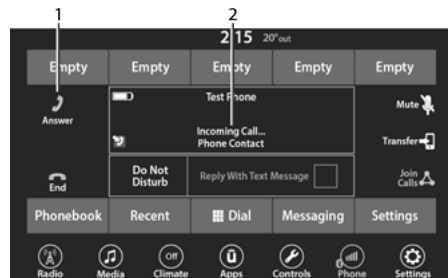 1 2
2 15 20°out
Empty Empty Empty Empty Empty
Answer
Test Phone
Incoming Call...
Phone Contact
Mute
Transfer
End
Do Not
Disturb
Reply With Text Message
Join
Calls
Phonebook Recent Dial Messaging Settings
Off ū
Radio Media Climate Apps Controls Phone Settings